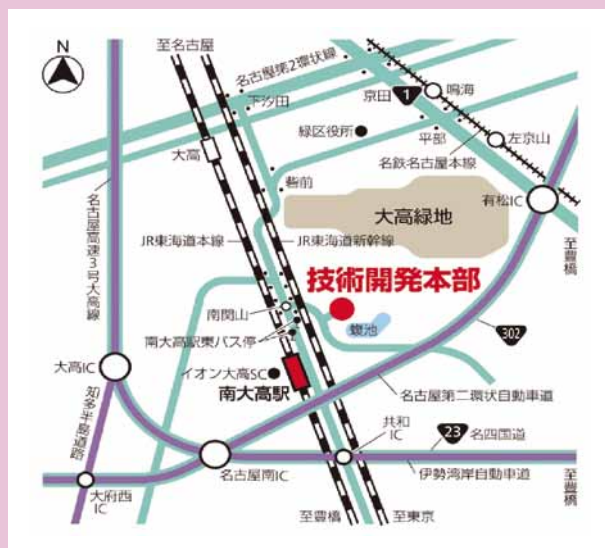 N
至名古屋
名古屋第2環状線
京田
1
鳴海
下汐田
緑区役所
平部
左京山
大高
名鉄名古屋本線
砦前
大高緑地
有松IC
名古屋高速3号大高線
JR東海道本線
JR東海道新幹線
至豊橋
技術開発本部
南関山
蝮池
302
南大高駅東バス停
大高IC
イオン大高SC
南大高駅
名古屋第二環状自動車道
知多半島道路
共和
IC
23
名四国道
名古屋南IC
伊勢湾岸自動車道
大府西
IC
至豊橋
至豊橋
至東京